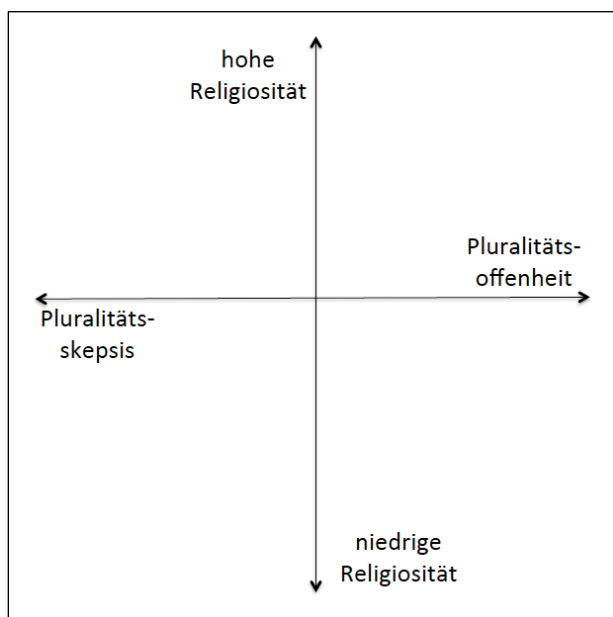 hohe
Religiosität
Pluralitäts-
offenheit
Pluralitäts-
skepsis
niedrige
Religiosität